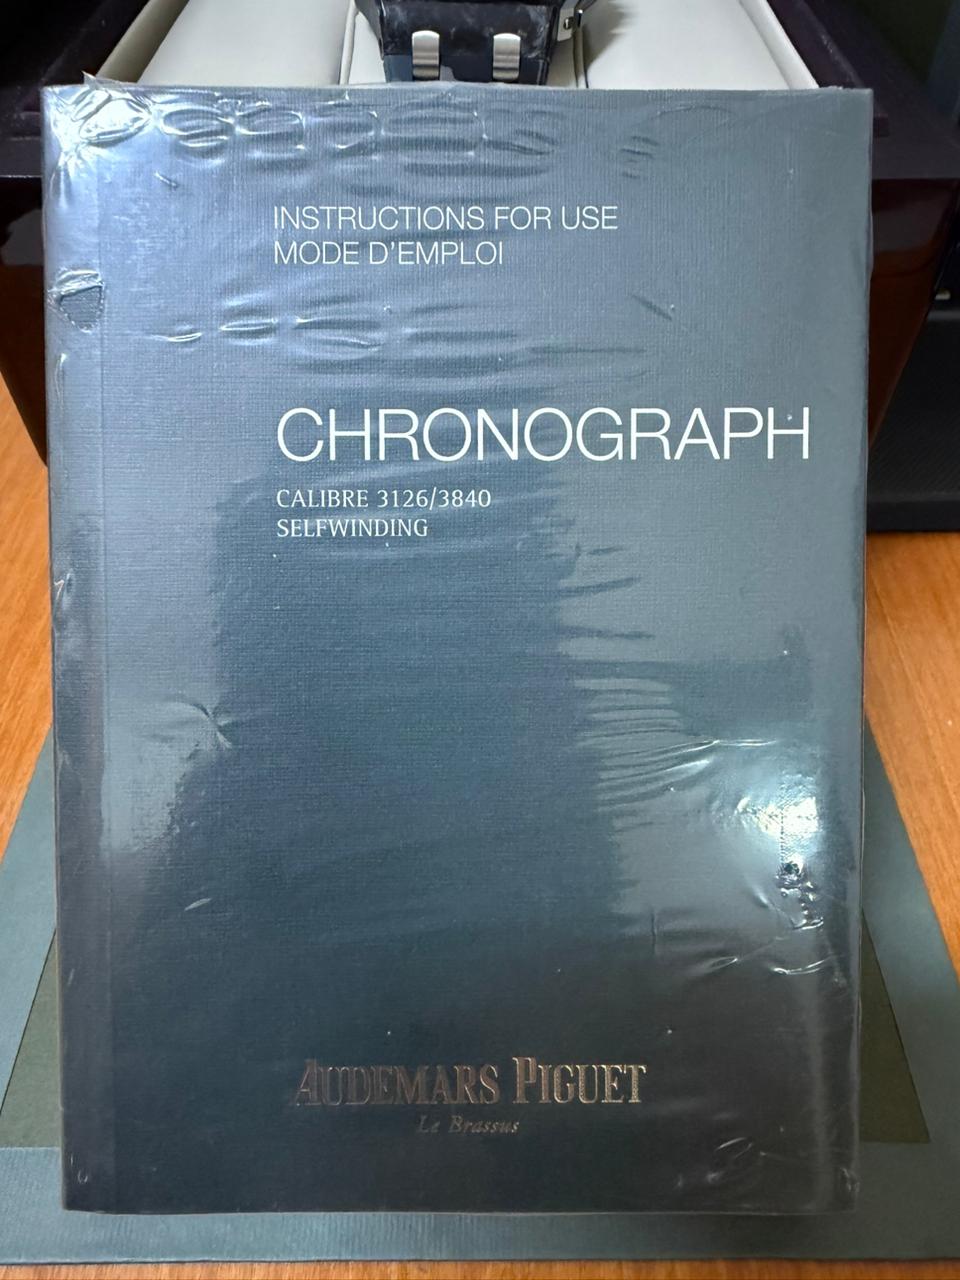 INSTRUCTIONS FOR USE
MODE D'EMPLOI
CHRONOGRAPH
CALIBRE 3126/3840
SELFWINDING
AUDEMARS PIGUET
Le Brassus